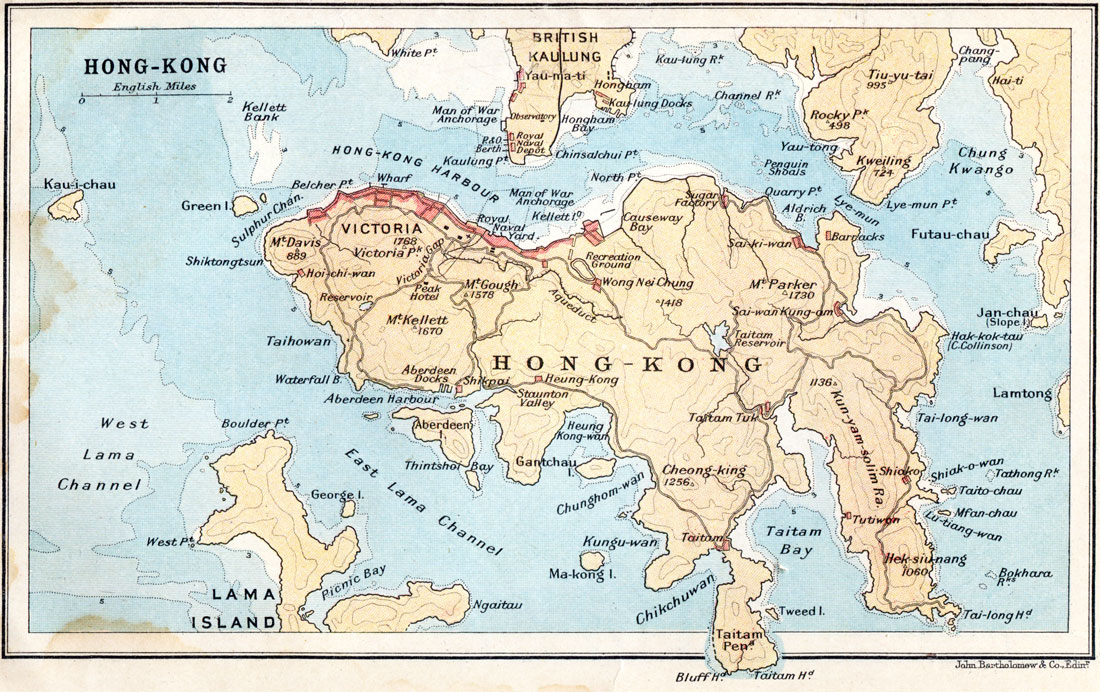 HONG-KONG
English Miles
0 1 2
Kellett
Bank
White Pt
BRITISH
KAULUNG
Yau-ma-ti
Hongham
Kau-lung Docks
Observatory
Hongham
Bay
Man of War
Anchorage
P.&O.
Berth
Royal
Naval
Depot
Kaulung Pt
Chinsalchui Pt
Kau-lung Rk
Channel Rk
Chang-
pang
Hai-ti
Tiu-yu-tai
995
Rocky Pk
498
Yau-tong
Kweiling
724
Penguin
Shoals
Chung
Kwango
Kau-i-chau
Green I.
Sulphur Chan.
Belcher Pt
Wharf
HONG-KONG HARBOUR
Man of War
Anchorage
North Pt
Kellett Id
Royal
Naval
Yard
Causeway
Bay
Sugar
Factory
Quarry Pt
Aldrich
B.
Lye-mun
Lye-mun Pt
Futau-chau
VICTORIA
1768
Victoria Pk
Victoria Gap
Mt Davis
889
Shiktongtsun
Hoi-chi-wan
Reservoir
Peak
Hotel
Mt Gough
1578
Mt Kellett
1670
Recreation
Ground
Wong Nei Chung
Aqueduct
1418
Sai-ki-wan
Barracks
Mt Parker
1730
Sai-wan
Kung-am
Taitam
Reservoir
Jan-chau
(Slope I.)
Hak-kok-tau
(C. Collinson)
Taihowan
HONG-KONG
Waterfall B.
Aberdeen
Docks
Shikpai
Heung-Kong
Aberdeen Harbour
Staunton
Valley
1136
Kun-yam-solim Ra.
Lamtong
Taitam Tuk
Tai-long-wan
West
Lama
Channel
Boulder Pt
East Lama Channel
Aberdeen
I.
Thintshoi Bay
Heung
Kong-wan
Gantchau
I.
Chunghom-wan
Cheong-king
1256
Shioko
Shiak-o-wan
Tathong Rk
Taito-chau
Mfan-chau
Lu-tiang-wan
George I.
West Pt
Kungu-wan
Ma-kong I.
Taitam
Taitam
Bay
Tutiwon
Hek-siu-nang
1060
Bokhara
Rks
LAMA
ISLAND
Picnic Bay
Ngaitau
Chikchuwan
Tweed I.
Taitam
Pena
Tai-long Hd
Bluff Hd
Taitam Hd
John Bartholomew & Co., Edinr